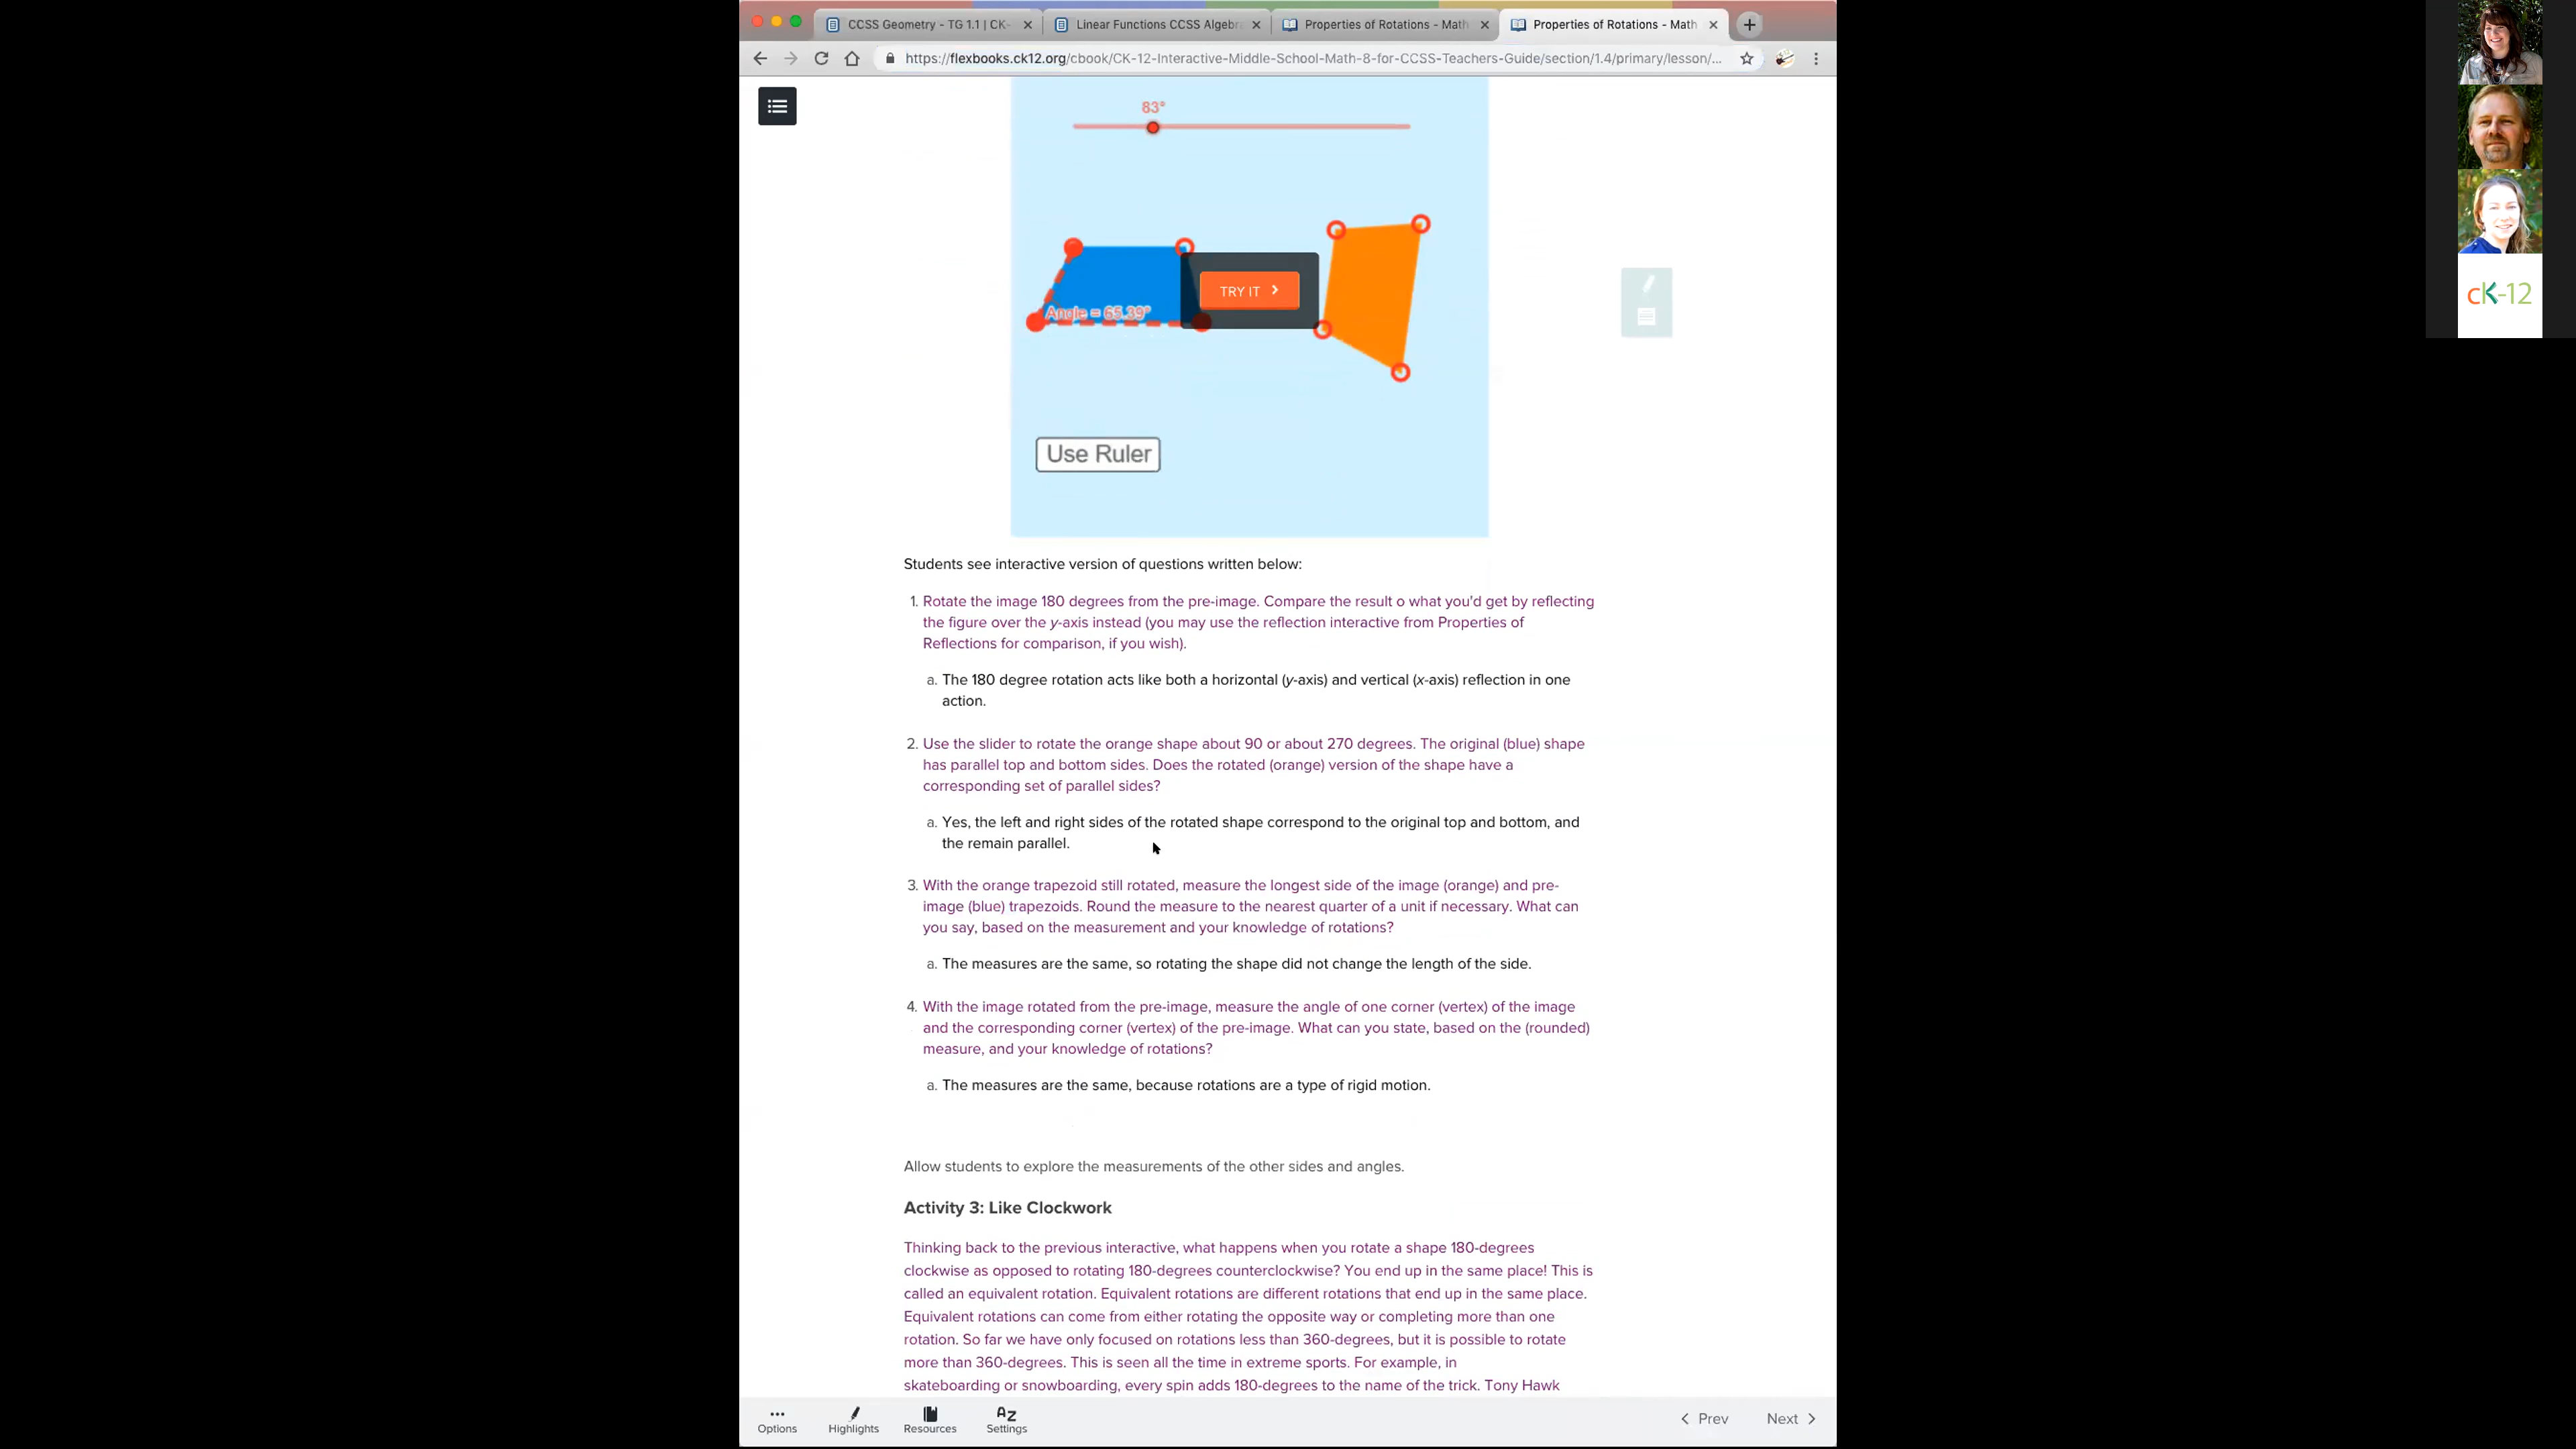 CCSS Geometry - TG 1.1 | CK-
Linear Functions CCSS Algebr
Properties of Rotations - Math
Properties of Rotations - Math
https://flexbooks.ck12.org/cbook/CK-12-Interactive-Middle-School-Math-8-for-CCSS-Teachers-Guide/section/1.4/primary/lesson/...
83°
TRY IT
Angle = 65.39°
Use Ruler
cK-12
Students see interactive version of questions written below:
1. Rotate the image 180 degrees from the pre-image. Compare the result o what you'd get by reflecting
the figure over the y-axis instead (you may use the reflection interactive from Properties of
Reflections for comparison, if you wish).
a. The 180 degree rotation acts like both a horizontal (y-axis) and vertical (x-axis) reflection in one
action.
2. Use the slider to rotate the orange shape about 90 or about 270 degrees. The original (blue) shape
has parallel top and bottom sides. Does the rotated (orange) version of the shape have a
corresponding set of parallel sides?
a. Yes, the left and right sides of the rotated shape correspond to the original top and bottom, and
the remain parallel.
3. With the orange trapezoid still rotated, measure the longest side of the image (orange) and pre-
image (blue) trapezoids. Round the measure to the nearest quarter of a unit if necessary. What can
you say, based on the measurement and your knowledge of rotations?
a. The measures are the same, so rotating the shape did not change the length of the side.
4. With the image rotated from the pre-image, measure the angle of one corner (vertex) of the image
and the corresponding corner (vertex) of the pre-image. What can you state, based on the (rounded)
measure, and your knowledge of rotations?
a. The measures are the same, because rotations are a type of rigid motion.
Allow students to explore the measurements of the other sides and angles.
Activity 3: Like Clockwork
Thinking back to the previous interactive, what happens when you rotate a shape 180-degrees
clockwise as opposed to rotating 180-degrees counterclockwise? You end up in the same place! This is
called an equivalent rotation. Equivalent rotations are different rotations that end up in the same place.
Equivalent rotations can come from either rotating the opposite way or completing more than one
rotation. So far we have only focused on rotations less than 360-degrees, but it is possible to rotate
more than 360-degrees. This is seen all the time in extreme sports. For example, in
skateboarding or snowboarding, every spin adds 180-degrees to the name of the trick. Tony Hawk
Options
Highlights
Resources
AZ
Settings
Prev
Next